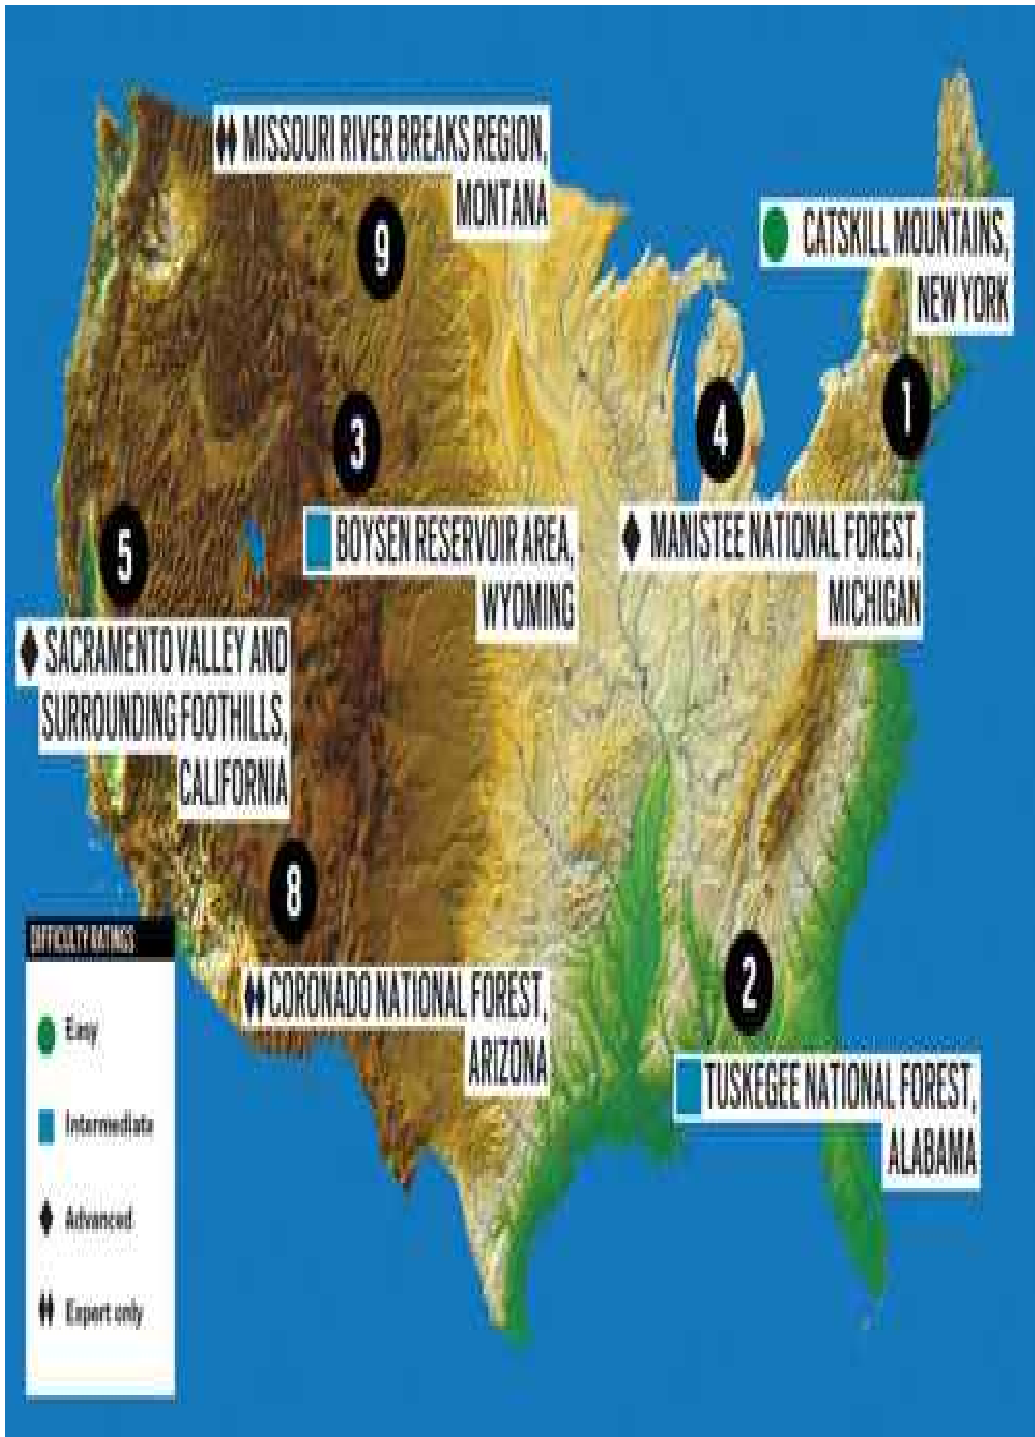 MISSOURI RIVER BREAKS REGION,
MONTANA
9
CATSKILL MOUNTAINS,
NEW YORK
1
3
4
BOYSEN RESERVOIR AREA,
WYOMING
MANISTEE NATIONAL FOREST,
MICHIGAN
5
SACRAMENTO VALLEY AND
SURROUNDING FOOTHILLS,
CALIFORNIA
8
CORONADO NATIONAL FOREST,
ARIZONA
2
TUSKEGEE NATIONAL FOREST,
ALABAMA
DIFFICULTY RATINGS
Easy
Intermediate
Advanced
Expert only